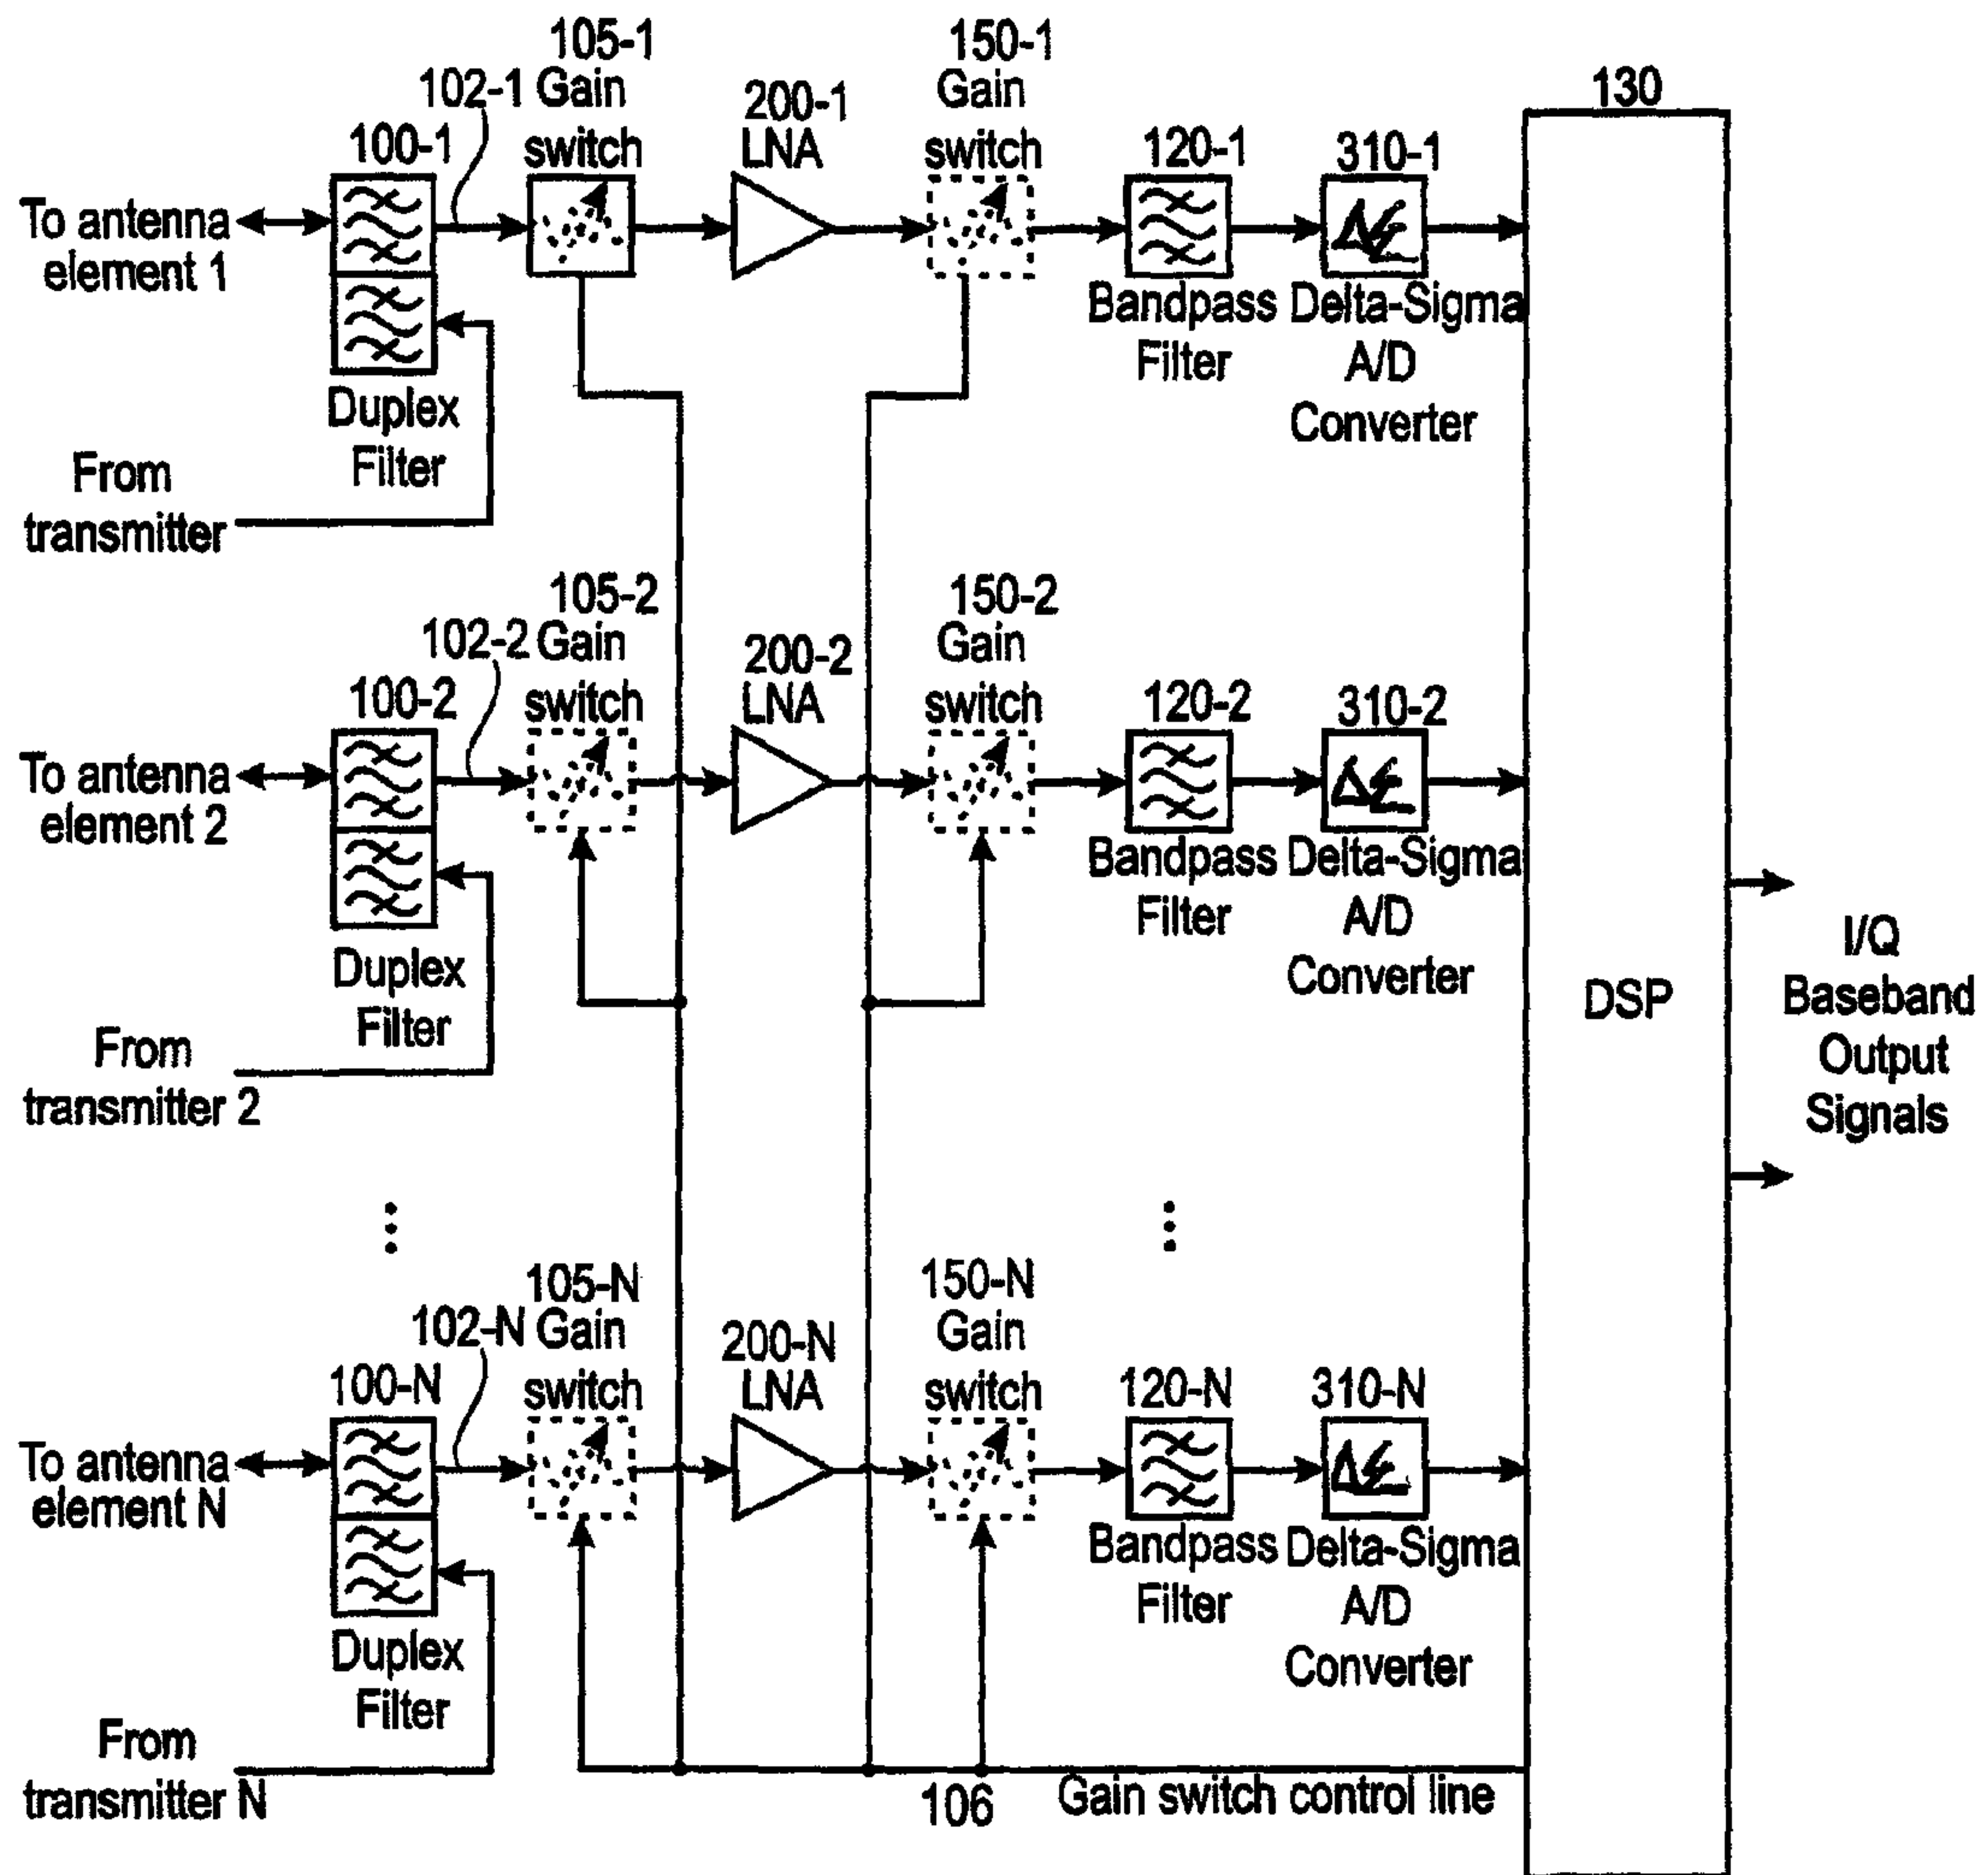 105-1
150-1
102-1 Gain
Gain
130
200-1
switch
LNA
switch
100-1
120-1
310-1
To antenna
element 1
Bandpass
Filter
Delta-Sigma
A/D
Converter
Duplex
Filter
From
transmitter
105-2
150-2
102-2 Gain
Gain
200-2
switch
LNA
switch
100-2
120-2
310-2
To antenna
element 2
Bandpass
Filter
Delta-Sigma
A/D
Converter
Duplex
Filter
From
transmitter 2
DSP
I/Q
Baseband
Output
Signals
105-N
150-N
102-N Gain
Gain
200-N
switch
LNA
switch
100-N
120-N
310-N
To antenna
element N
Bandpass
Filter
Delta-Sigma
A/D
Converter
Duplex
Filter
From
transmitter N
106
Gain switch control line